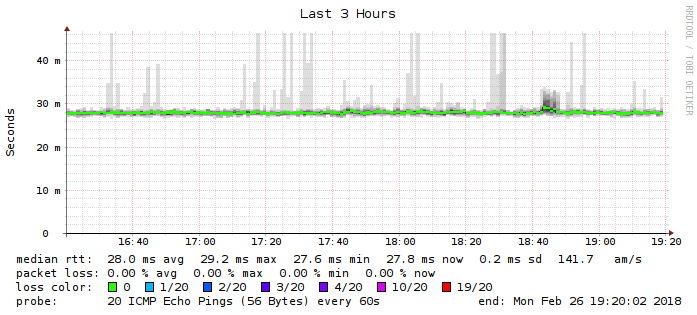 Last 3 Hours
RRDTOOL / TOBI OETIKER
Seconds
40 m
30 m
20 m
10 m
0
16:40 17:00 17:20 17:40 18:00 18:20 18:40 19:00 19:20
median rtt: 28.0 ms avg 29.2 ms max 27.6 ms min 27.8 ms now 0.2 ms sd 141.7 am/s
packet loss: 0.00 % avg 0.00 % max 0.00 % min 0.00 % now
loss color: 0 1/20 2/20 3/20 4/20 10/20 19/20
probe: 20 ICMP Echo Pings (56 Bytes) every 60s end: Mon Feb 26 19:20:02 2018